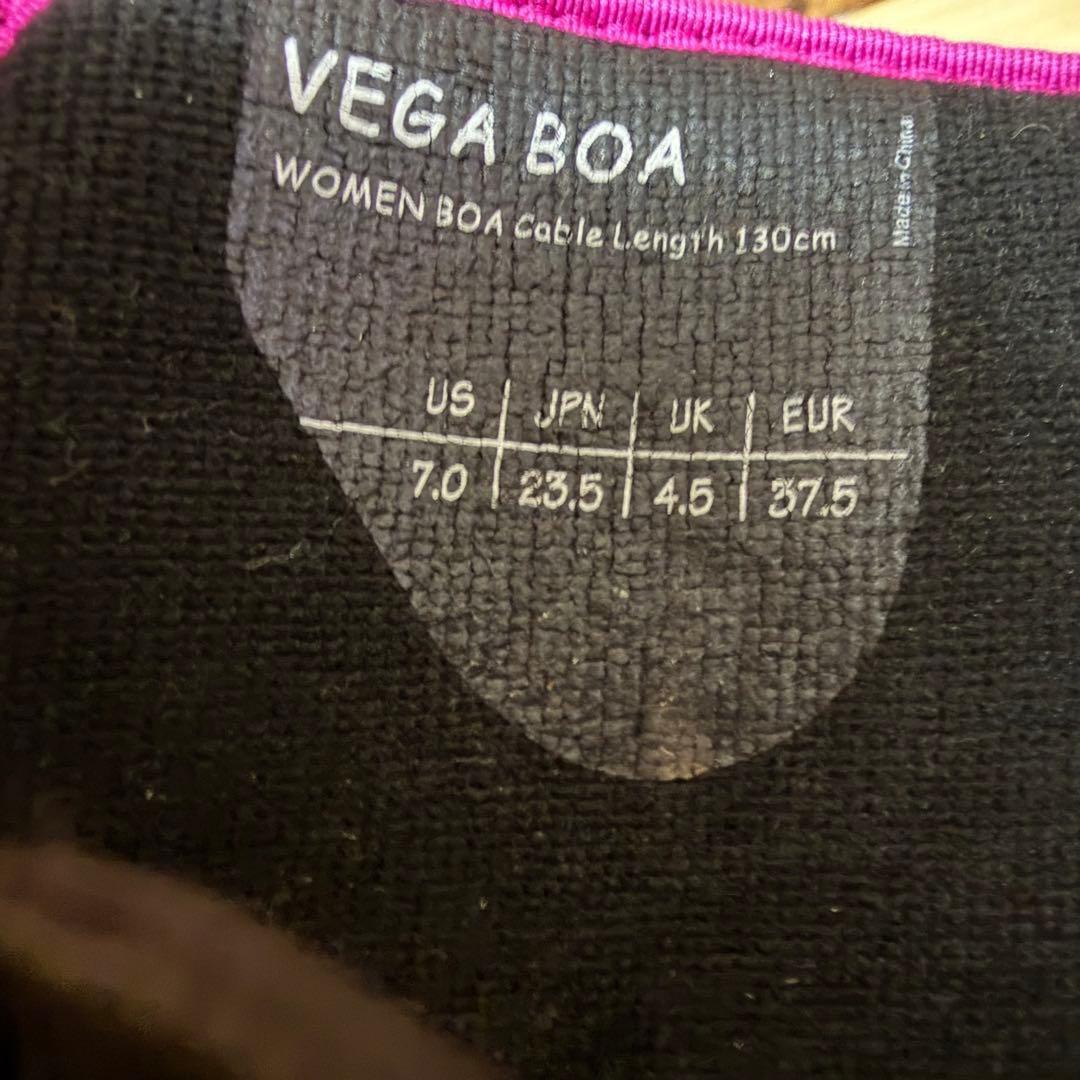 VEGA BOA
WOMEN BOA Cable Length 130cm
Made in China
US | JPN | UK | EUR
7.0 | 23.5 | 4.5 | 37.5